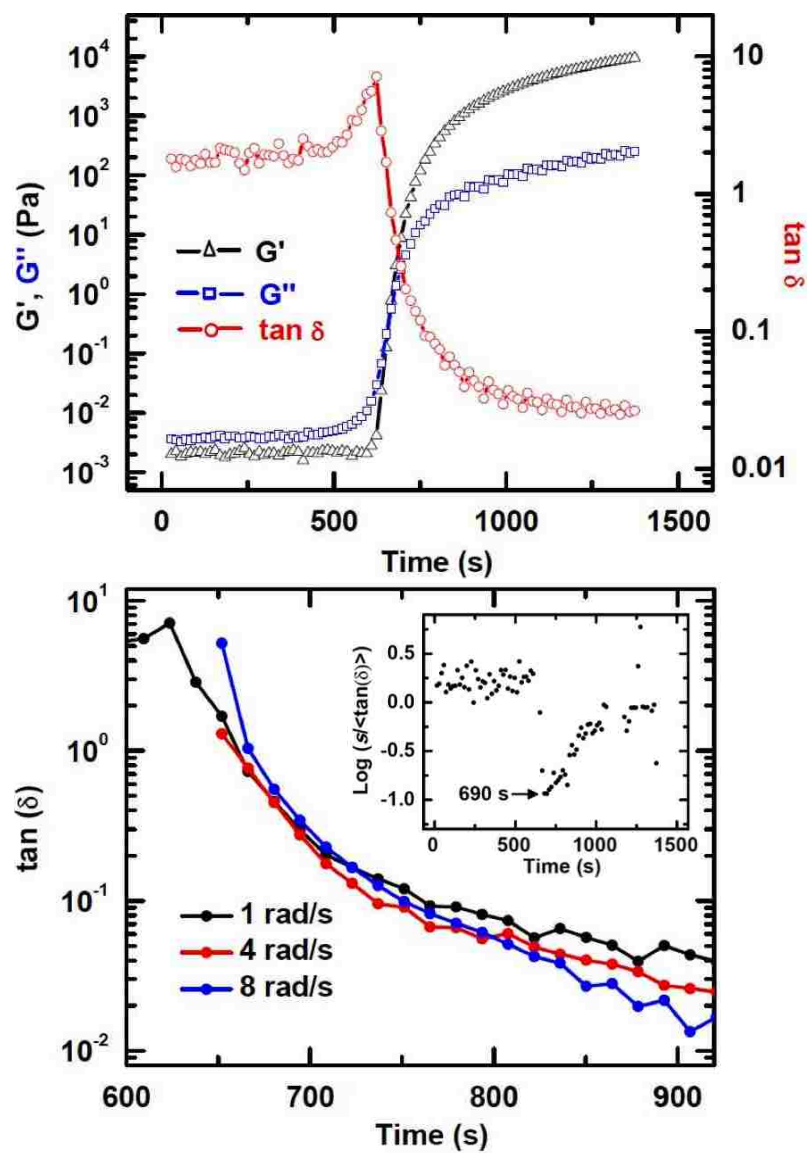 10⁴
10³
10²
10¹
10⁰
10⁻¹
10⁻²
10⁻³
G', G" (Pa)
10
1
0.1
0.01
tan δ
G'
G"
tan δ
0 500 1000 1500
Time (s)
10¹
10⁰
10⁻¹
10⁻²
tan (δ)
0.5
0.0
-0.5
-1.0
Log (s/<tan(δ)>)
690 s
0 500 1000 1500
Time (s)
1 rad/s
4 rad/s
8 rad/s
600 700 800 900
Time (s)